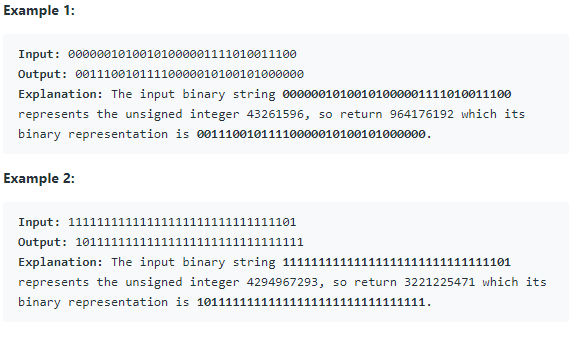 Example 1:
Input: 00000010100101000001111010011100
Output: 00111001011110000010100101000000
Explanation: The input binary string 00000010100101000001111010011100
represents the unsigned integer 43261596, so return 964176192 which its
binary representation is 00111001011110000010100101000000.
Example 2:
Input: 11111111111111111111111111111101
Output: 10111111111111111111111111111111
Explanation: The input binary string 11111111111111111111111111111101
represents the unsigned integer 4294967293, so return 3221225471 which its
binary representation is 10111111111111111111111111111111.